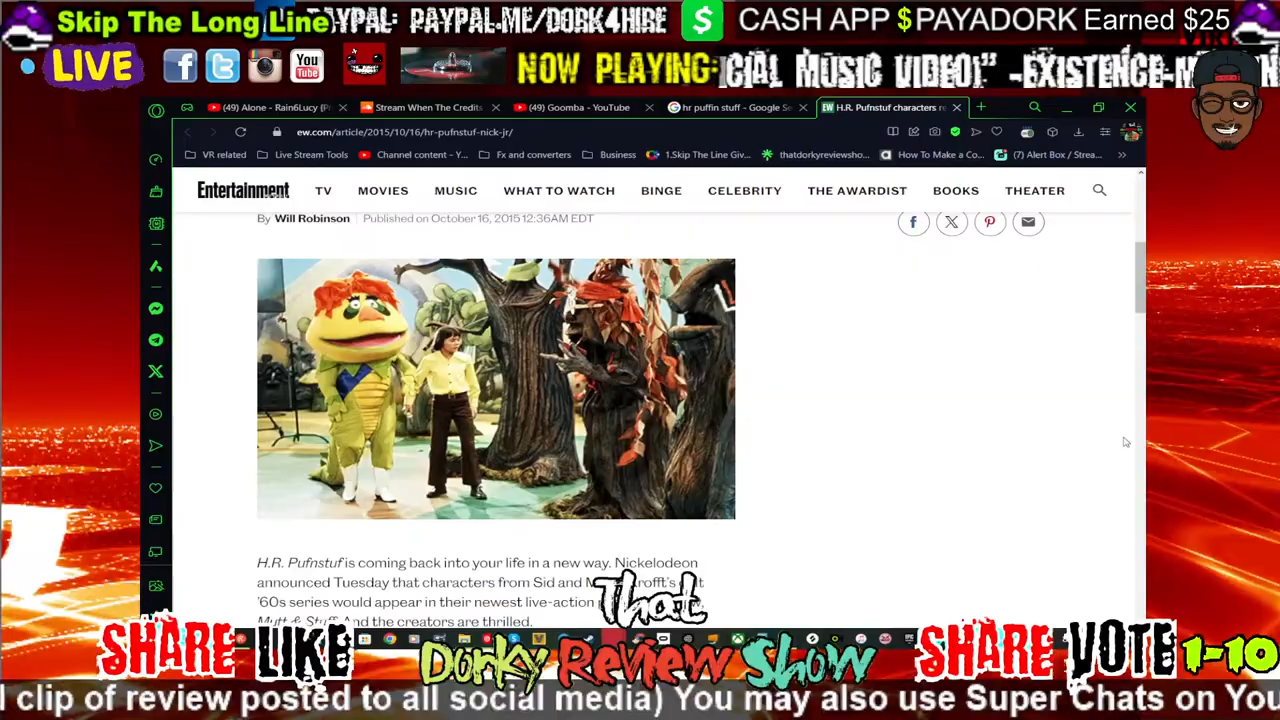 Skip The Long Line
PAYPAL: PAYPAL.ME/DORK4HIRE
CASH APP $PAYADORK Earned $25
LIVE
You Tube
NOW PLAYING:
MUSIC VIDEO)" -EXISTENCE-
(49) Alone - Rain6Lucy
Stream When The Credits
(49) Goomba - YouTube
hr puffin stuff - Google Se
H.R. Pufnstuf characters
ew.com/article/2015/10/16/hr-pufnstuf-nick-jr/
VR related
Live Stream Tools
Channel content - Y...
Fx and converters
Business
1.Skip The Line Giv...
thatdorkyreviewsho...
How To Make a Co...
(7) Alert Box / Strea...
Entertainment
TV
MOVIES
MUSIC
WHAT TO WATCH
BINGE
CELEBRITY
THE AWARDIST
BOOKS
THEATER
By Will Robinson
Published on October 16, 2015 12:36AM EDT
H.R. Pufnstuf is coming back into your life in a new way. Nickelodeon
announced Tuesday that characters from Sid and
'60s series would appear in their newest live-action
Mutt & Stuff. And the creators are thrilled.
That
Dorky Review Show
SHARE LIKE
SHARE VOTE 1-10
clip of review posted to all social media) You may also use Super Chats on